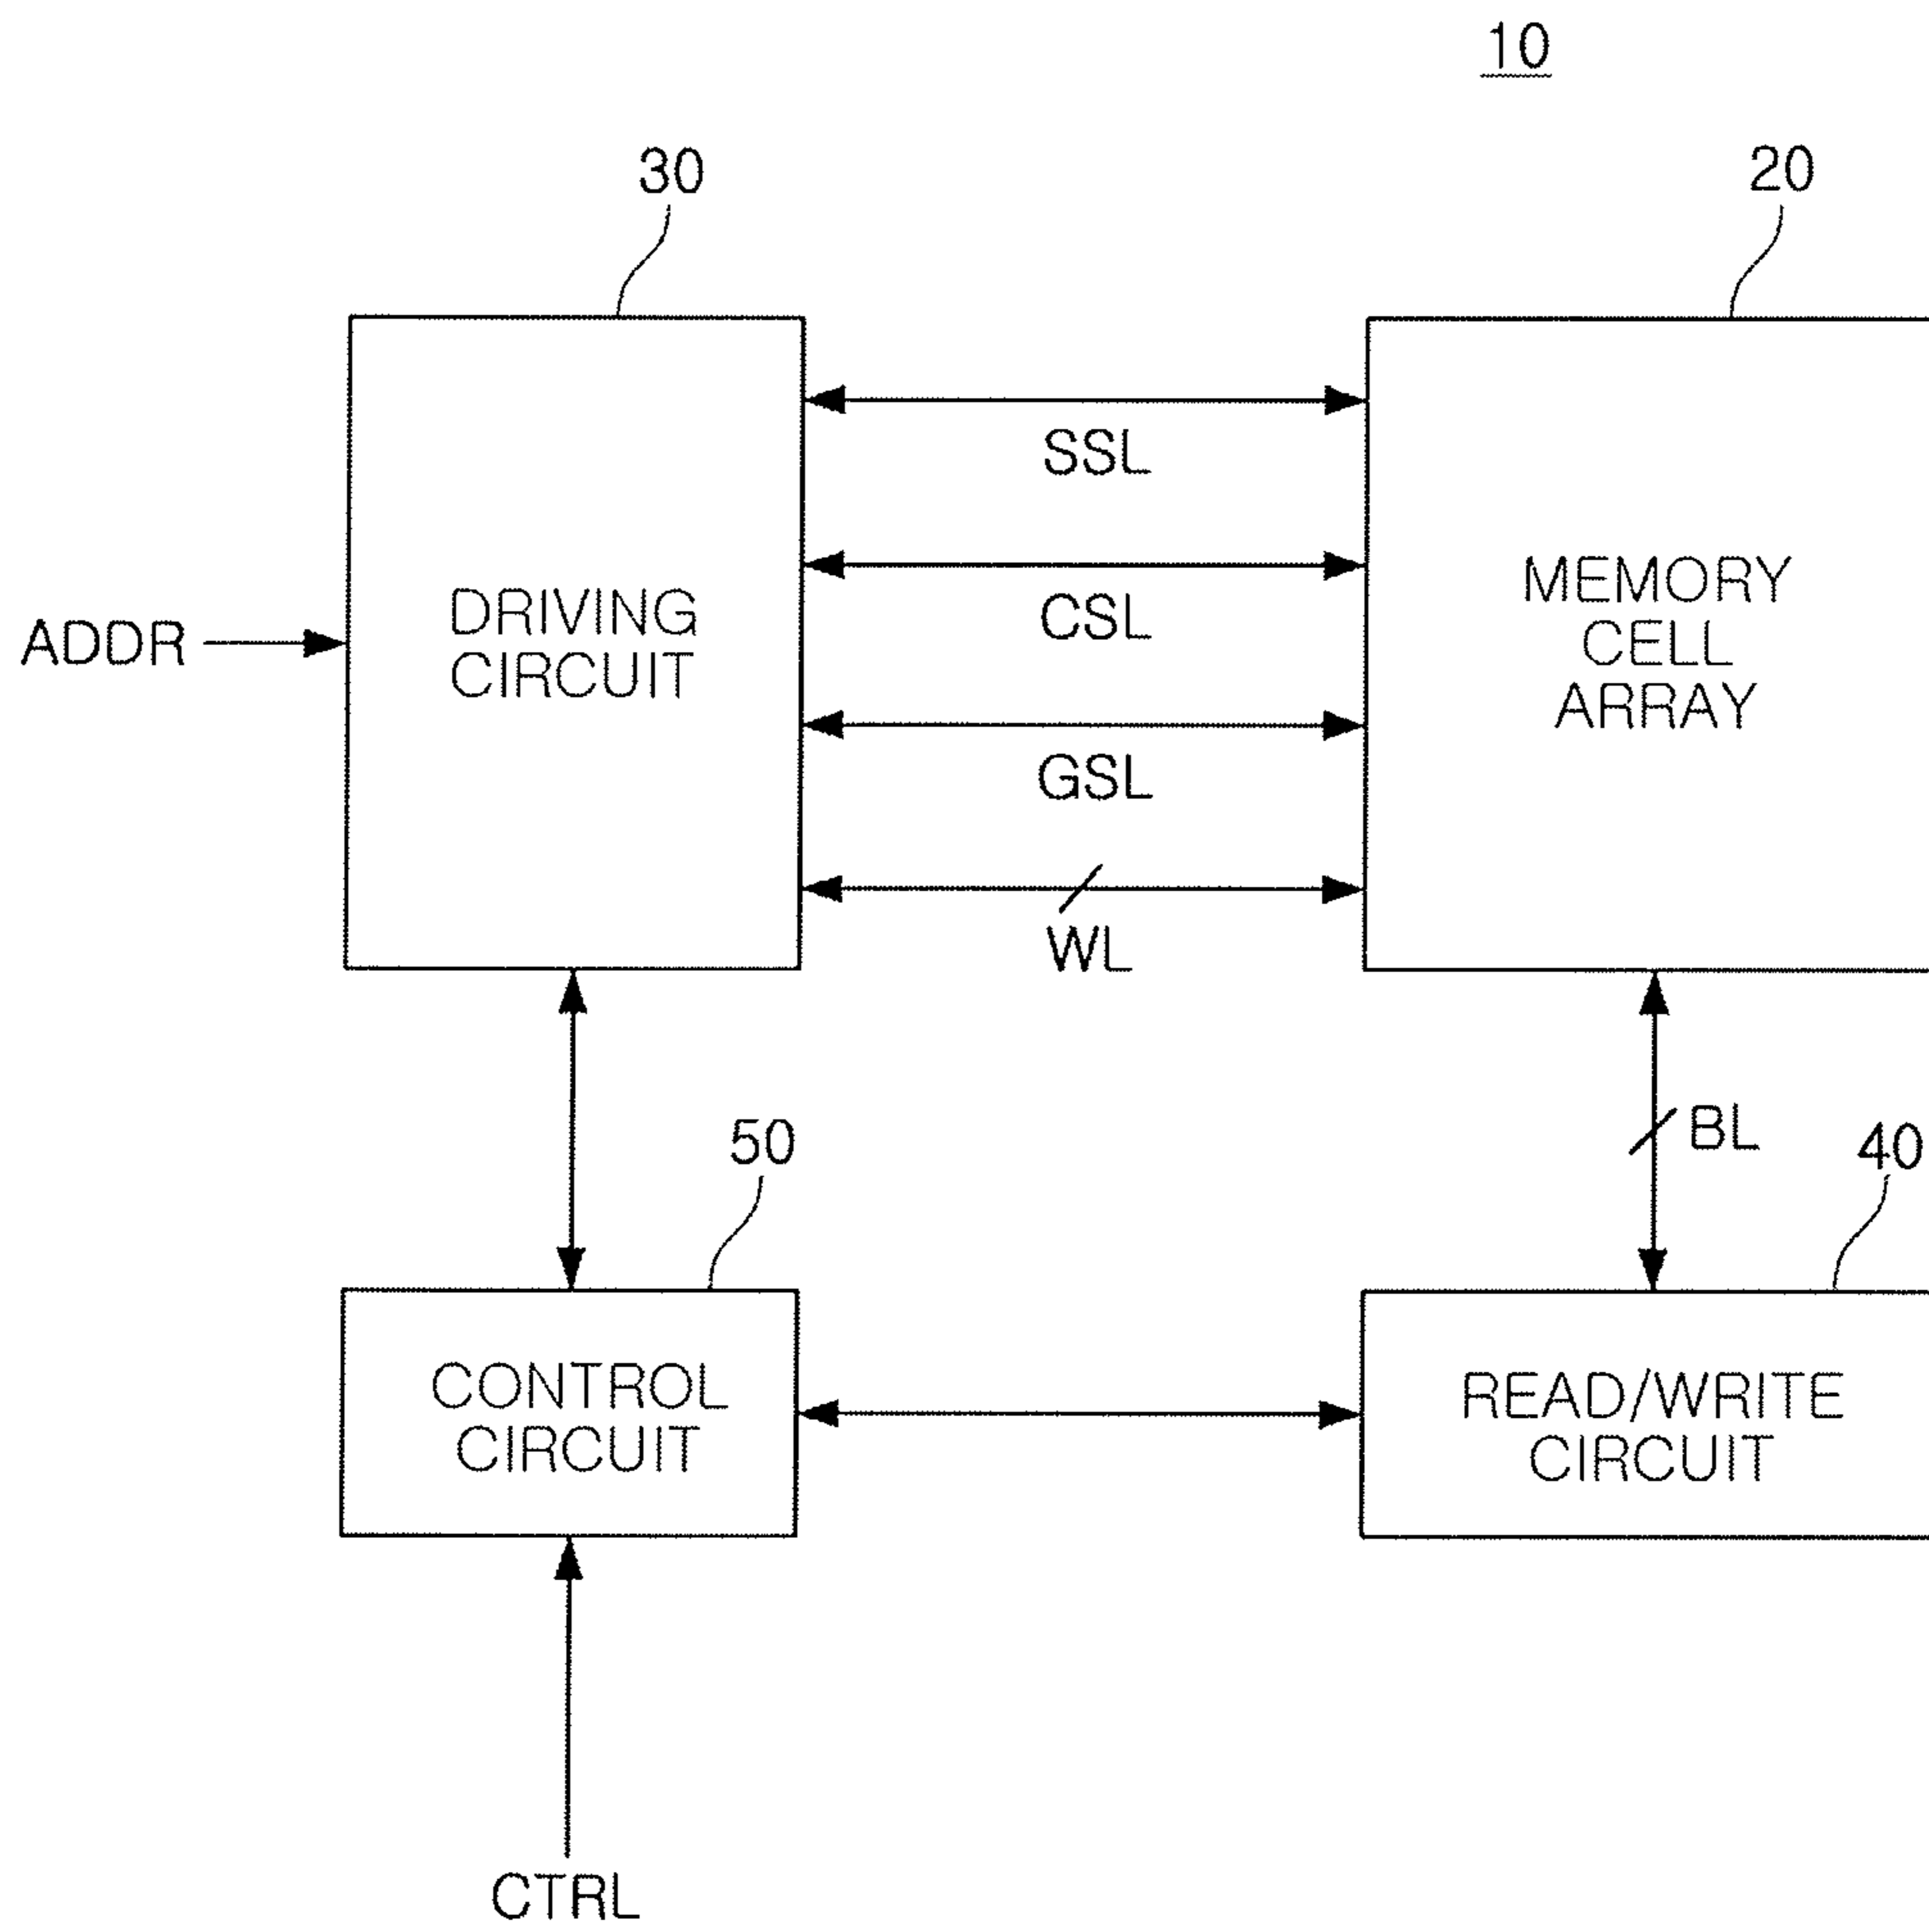 10
30
20
SSL
MEMORY
CELL
ARRAY
DRIVING
CIRCUIT
CSL
ADDR
GSL
WL
50
BL
40
CONTROL
CIRCUIT
READ/WRITE
CIRCUIT
CTRL